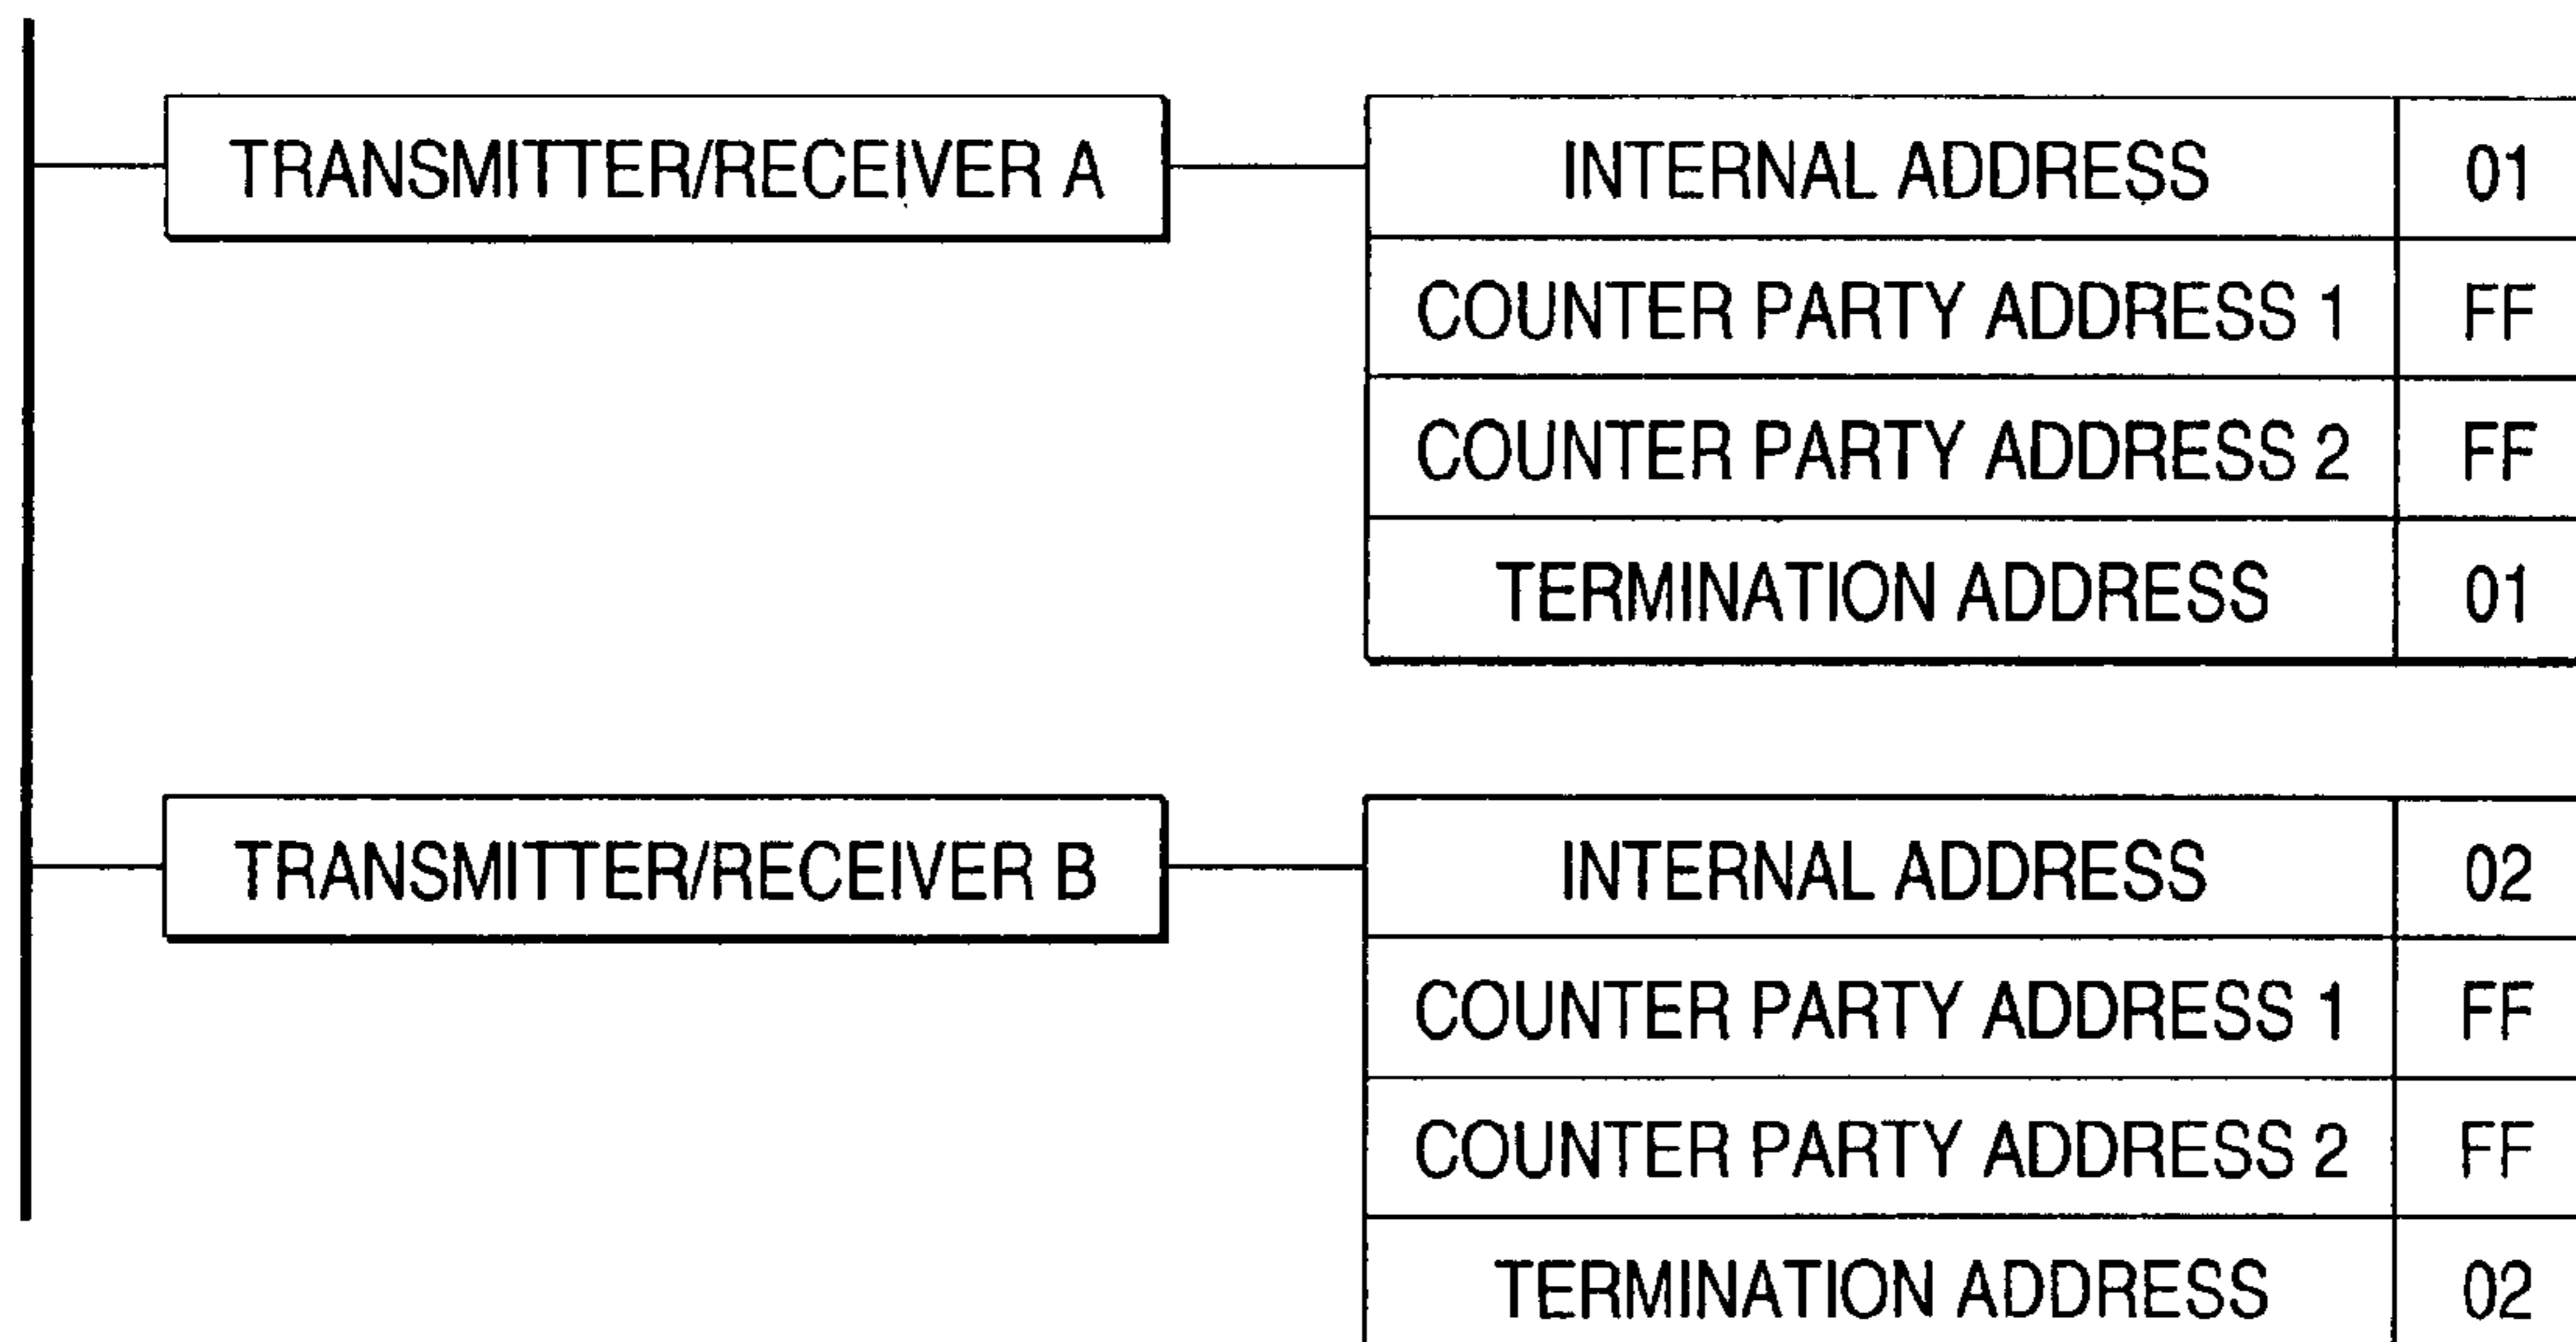 TRANSMITTER/RECEIVER A
INTERNAL ADDRESS 01
COUNTER PARTY ADDRESS 1 FF
COUNTER PARTY ADDRESS 2 FF
TERMINATION ADDRESS 01
TRANSMITTER/RECEIVER B
INTERNAL ADDRESS 02
COUNTER PARTY ADDRESS 1 FF
COUNTER PARTY ADDRESS 2 FF
TERMINATION ADDRESS 02